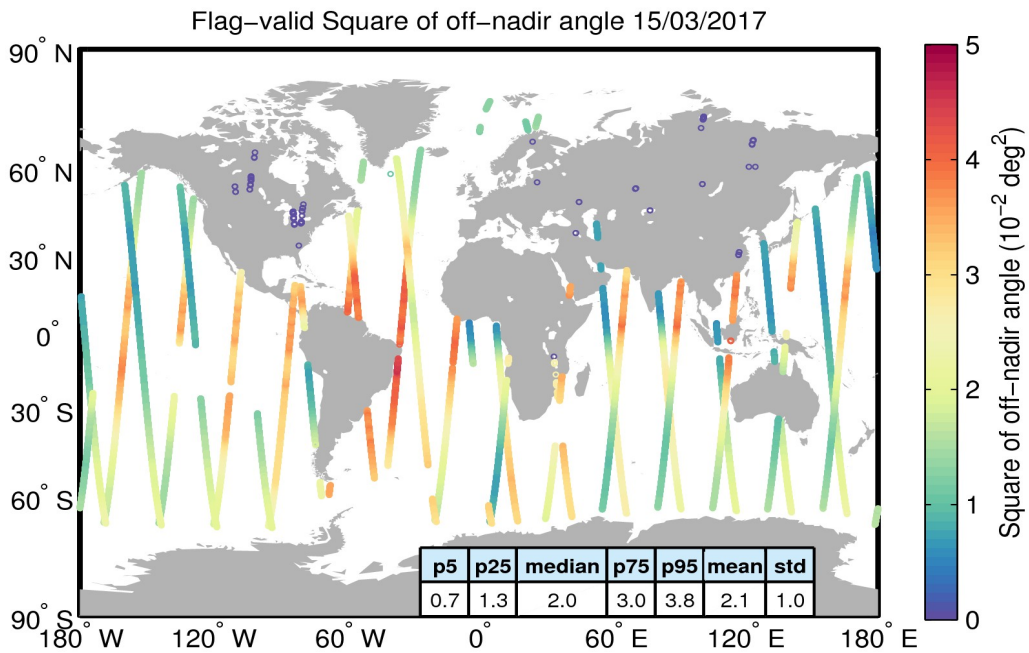 Flag−valid Square of off−nadir angle 15/03/2017
90° N
60° N
30° N
0°
30° S
60° S
90° S
180° W
120° W
60° W
0°
60° E
120° E
180° E
p5 p25 median p75 p95 mean std
0.7 1.3 2.0 3.0 3.8 2.1 1.0
5
4
3
2
1
0
Square of off−nadir angle (10⁻² deg²)